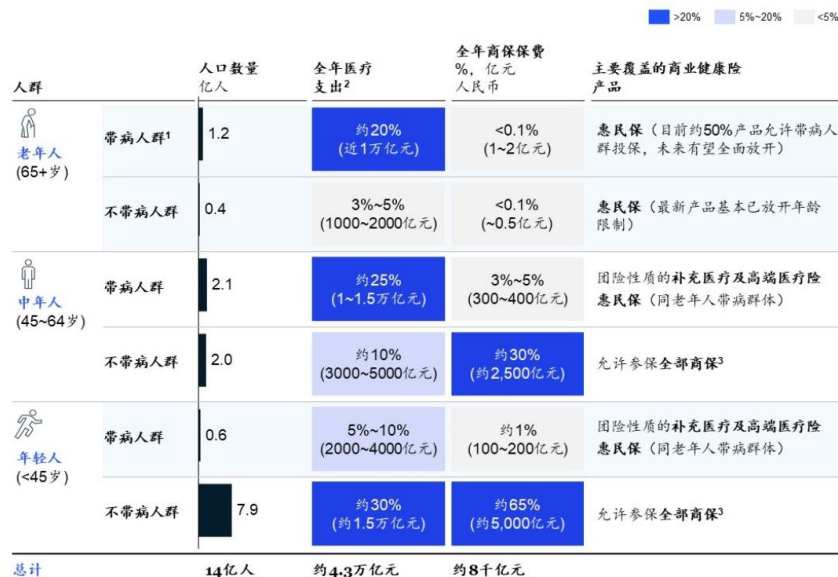 >20% 5%~20% <5%
人群
人口数量
亿人
全年医疗
支出²
全年商保保费
%, 亿元
人民币
主要覆盖的商业健康险
产品
老年人
(65+岁)
带病人群¹
1.2
约20%
(近1万亿元)
<0.1%
(1~2亿元)
惠民保（目前约50%产品允许带病人
群投保，未来有望全面放开）
不带病人群
0.4
3%~5%
(1000~2000亿元)
<0.1%
(~0.5亿元)
惠民保（最新产品基本已放开年龄
限制）
中年人
(45~64岁)
带病人群
2.1
约25%
(1~1.5万亿元)
3%~5%
(300~400亿元)
团险性质的补充医疗及高端医疗险
惠民保（同老年人带病群体）
不带病人群
2.0
约10%
(3000~5000亿元)
约30%
(约2,500亿元)
允许参保全部商保³
年轻人
(<45岁)
带病人群
0.6
5%~10%
(2000~4000亿元)
约1%
(100~200亿元)
团险性质的补充医疗及高端医疗险
惠民保（同老年人带病群体）
不带病人群
7.9
约30%
(约1.5万亿元)
约65%
(约5,000亿元)
允许参保全部商保³
总计
14亿人
约4.3万亿元
约8千亿元